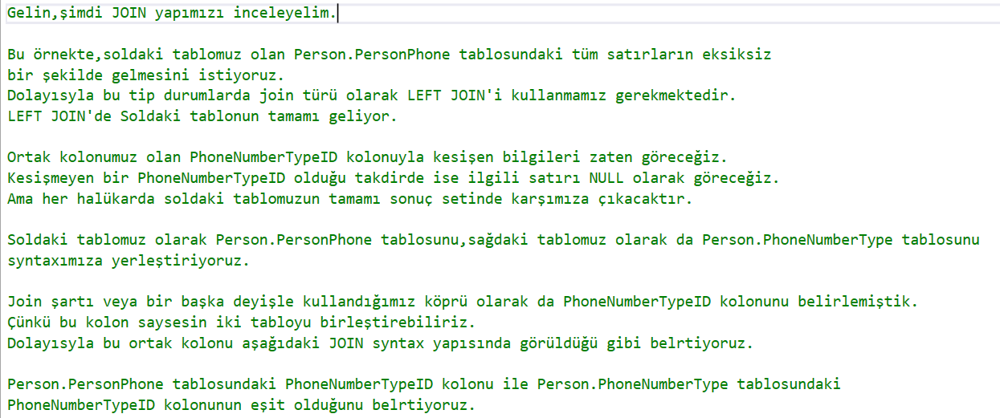 Gelin,şimdi JOIN yapımızı inceleyelim.
Bu örnekte,soldaki tablomuz olan Person.PersonPhone tablosundaki tüm satırların eksiksiz
bir şekilde gelmesini istiyoruz.
Dolayısyla bu tip durumlarda join türü olarak LEFT JOIN'i kullanmamız gerekmektedir.
LEFT JOIN'de Soldaki tablonun tamamı geliyor.
Ortak kolonumuz olan PhoneNumberTypeID kolonuyla kesişen bilgileri zaten göreceğiz.
Kesişmeyen bir PhoneNumberTypeID olduğu takdirde ise ilgili satırı NULL olarak göreceğiz.
Ama her halükarda soldaki tablomuzun tamamı sonuç setinde karşımıza çıkacaktır.
Soldaki tablomuz olarak Person.PersonPhone tablosunu,sağdaki tablomuz olarak da Person.PhoneNumberType tablosunu
syntaxımıza yerleştiriyoruz.
Join şartı veya bir başka deyişle kullandığımız köprü olarak da PhoneNumberTypeID kolonunu belirlemiştik.
Çünkü bu kolon saysesin iki tabloyu birleştirebiliriz.
Dolayısyla bu ortak kolonu aşağıdaki JOIN syntax yapısında görüldüğü gibi belrtiyoruz.
Person.PersonPhone tablosundaki PhoneNumberTypeID kolonu ile Person.PhoneNumberType tablosundaki
PhoneNumberTypeID kolonunun eşit olduğunu belrtiyoruz.